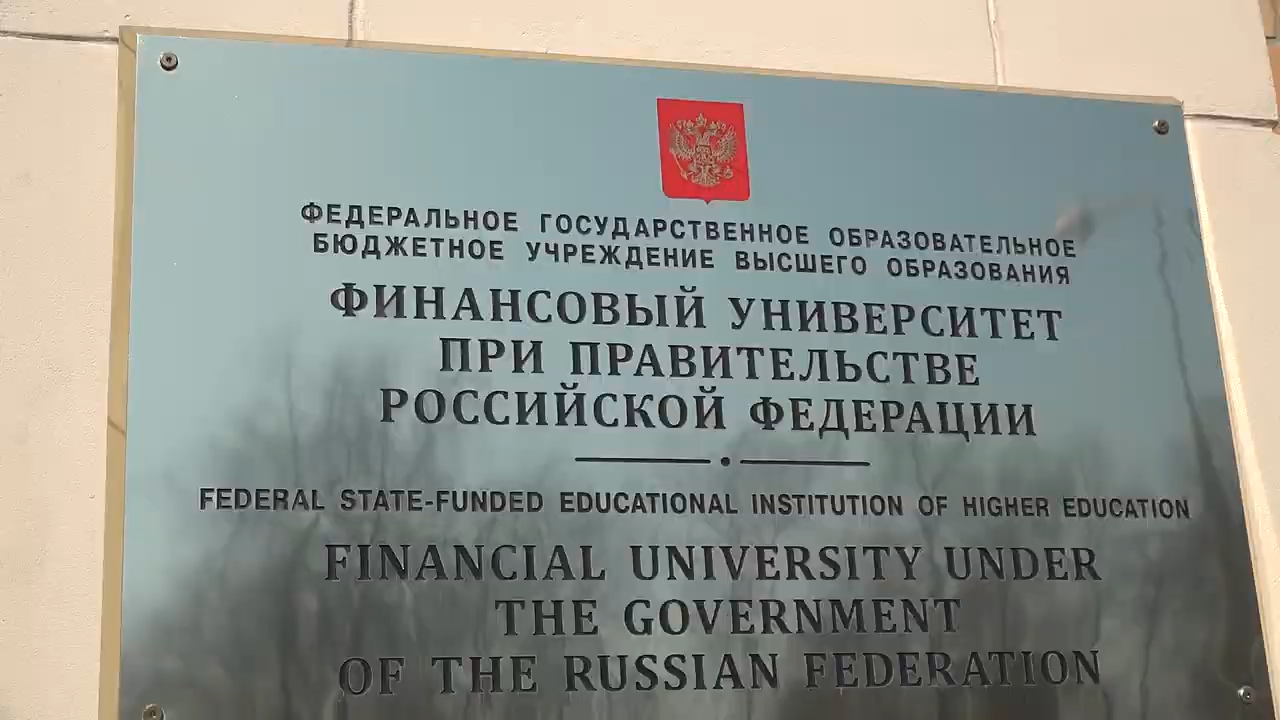 ФЕДЕРАЛЬНОЕ ГОСУДАРСТВЕННОЕ ОБРАЗОВАТЕЛЬНОЕ
БЮДЖЕТНОЕ УЧРЕЖДЕНИЕ ВЫСШЕГО ОБРАЗОВАНИЯ
ФИНАНСОВЫЙ УНИВЕРСИТЕТ
ПРИ ПРАВИТЕЛЬСТВЕ
РОССИЙСКОЙ ФЕДЕРАЦИИ
FEDERAL STATE-FUNDED EDUCATIONAL INSTITUTION OF HIGHER EDUCATION
FINANCIAL UNIVERSITY UNDER
THE GOVERNMENT
OF THE RUSSIAN FEDERATION